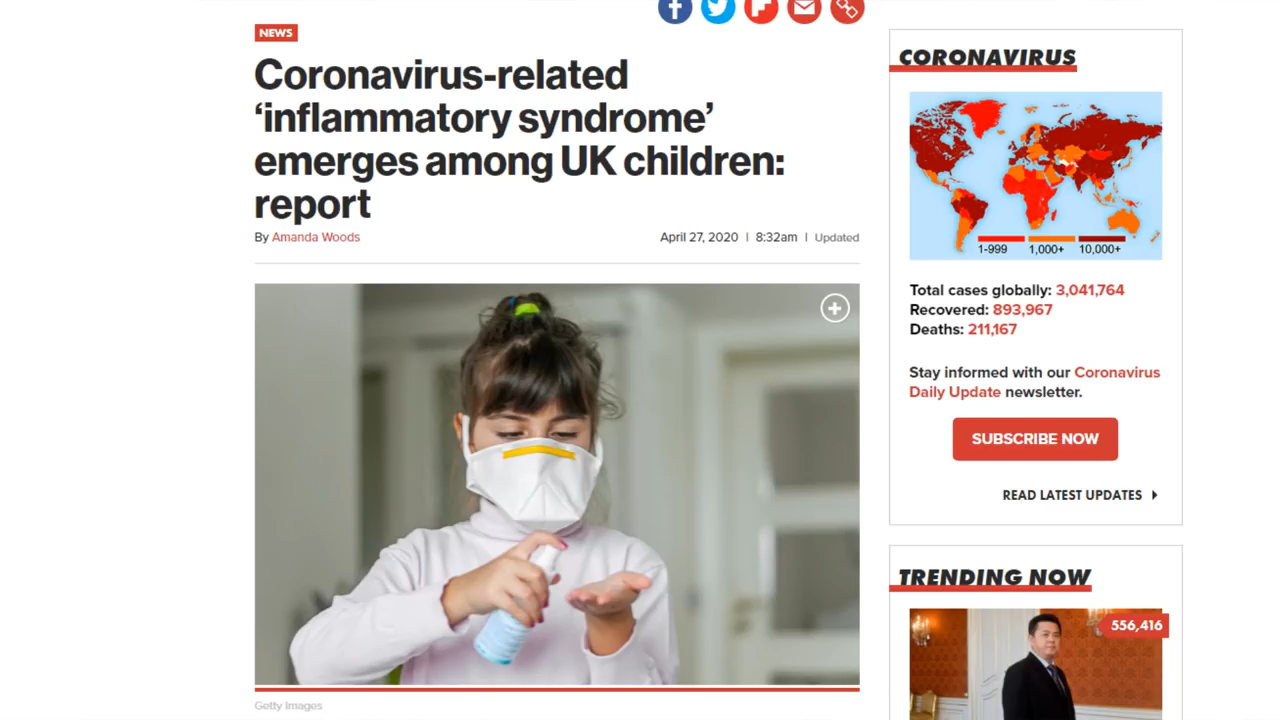 NEWS
Coronavirus-related
‘inflammatory syndrome’
emerges among UK children:
report
By Amanda Woods
April 27, 2020 | 8:32am | Updated
Getty Images
CORONAVIRUS
1-999 1,000+ 10,000+
Total cases globally: 3,041,764
Recovered: 893,967
Deaths: 211,167
Stay informed with our Coronavirus
Daily Update newsletter.
SUBSCRIBE NOW
READ LATEST UPDATES
TRENDING NOW
556,416